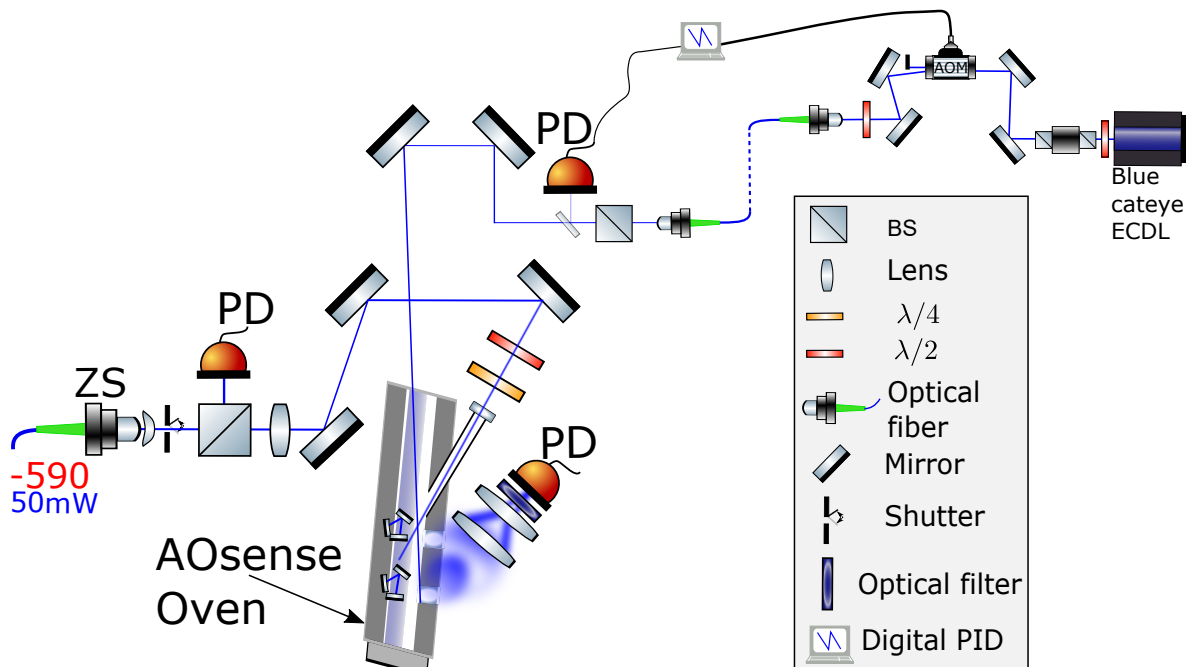 AOM
PD
Blue
cateye
ECDL
PD
ZS
-590
50mW
PD
AOsense
Oven
BS
Lens
λ/4
λ/2
Optical
fiber
Mirror
Shutter
Optical filter
Digital PID